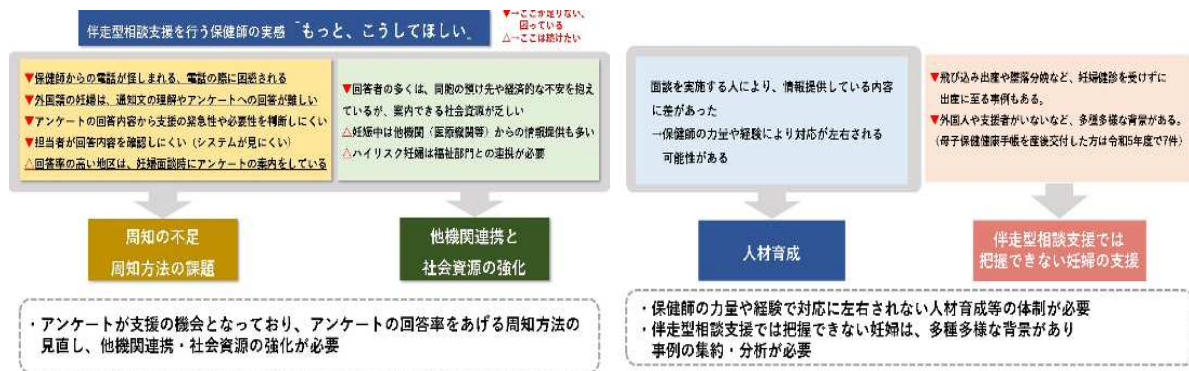 伴走型相談支援を行う保健師の実感 “もっと、こうしてほしい„
▼→ここが足りない、
困っている
△→ここは続けたい
▼保健師からの電話が怪しまれる、電話の際に困惑される
▼外国語の妊婦は、通知文の理解やアンケートへの回答が難しい
▼アンケートの回答内容から支援の緊急性や必要性を判断しにくい
▼担当者が回答内容を確認しにくい（システムが見にくい）
△回答率の高い地区は、妊婦面談時にアンケートの案内をしている
▼回答者の多くは、同胞の預け先や経済的な不安を抱え
ているが、案内できる社会資源が乏しい
△妊娠中は他機関（医療機関等）からの情報提供も多い
△ハイリスク妊婦は福祉部門との連携が必要
周知の不足
周知方法の課題
他機関連携と
社会資源の強化
・アンケートが支援の機会となっており、アンケートの回答率をあげる周知方法の
見直し、他機関連携・社会資源の強化が必要
面談を実施する人により、情報提供している内容
に差があった
→保健師の力量や経験により対応が左右される
可能性がある
▼飛び込み出産や墜落分娩など、妊婦健診を受けずに
出産に至る事例もある。
▼外国人や支援者がいないなど、多種多様な背景がある。
（母子保健健康手帳を産後交付した方は令和5年度で7件）
人材育成
伴走型相談支援では
把握できない妊婦の支援
・保健師の力量や経験で対応に左右されない人材育成等の体制が必要
・伴走型相談支援では把握できない妊婦は、多種多様な背景があり
事例の集約・分析が必要